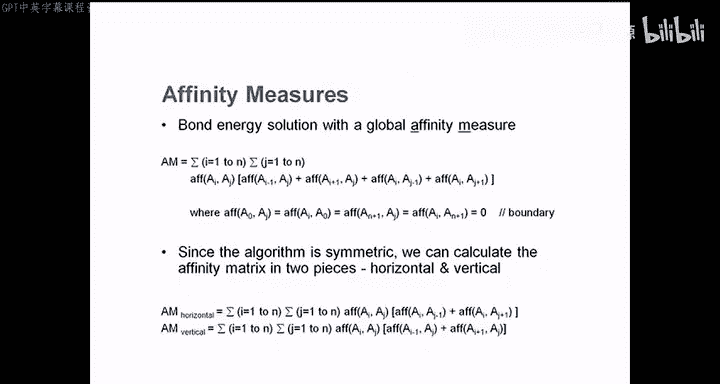 GPT中英字幕课程
bilibili
Affinity Measures
• Bond energy solution with a global affinity measure
AM = ∑ (i=1 to n) ∑ (j=1 to n)
aff(Ai, Aj) [aff(Ai-1, Aj) + aff(Ai+1, Aj) + aff(Ai, Aj-1) + aff(Ai, Aj+1) ]
where aff(A0, Aj) = aff(Ai, A0) = aff(An+1, Aj) = aff(Ai, An+1) = 0 // boundary
• Since the algorithm is symmetric, we can calculate the
affinity matrix in two pieces - horizontal & vertical
AM horizontal = ∑ (i=1 to n) ∑ (j=1 to n) aff(Ai, Aj) [aff(Ai, Aj-1) + aff(Ai, Aj+1) ]
AM vertical = ∑ (i=1 to n) ∑ (j=1 to n) aff(Ai, Aj) [aff(Ai-1, Aj) + aff(Ai+1, Aj)]